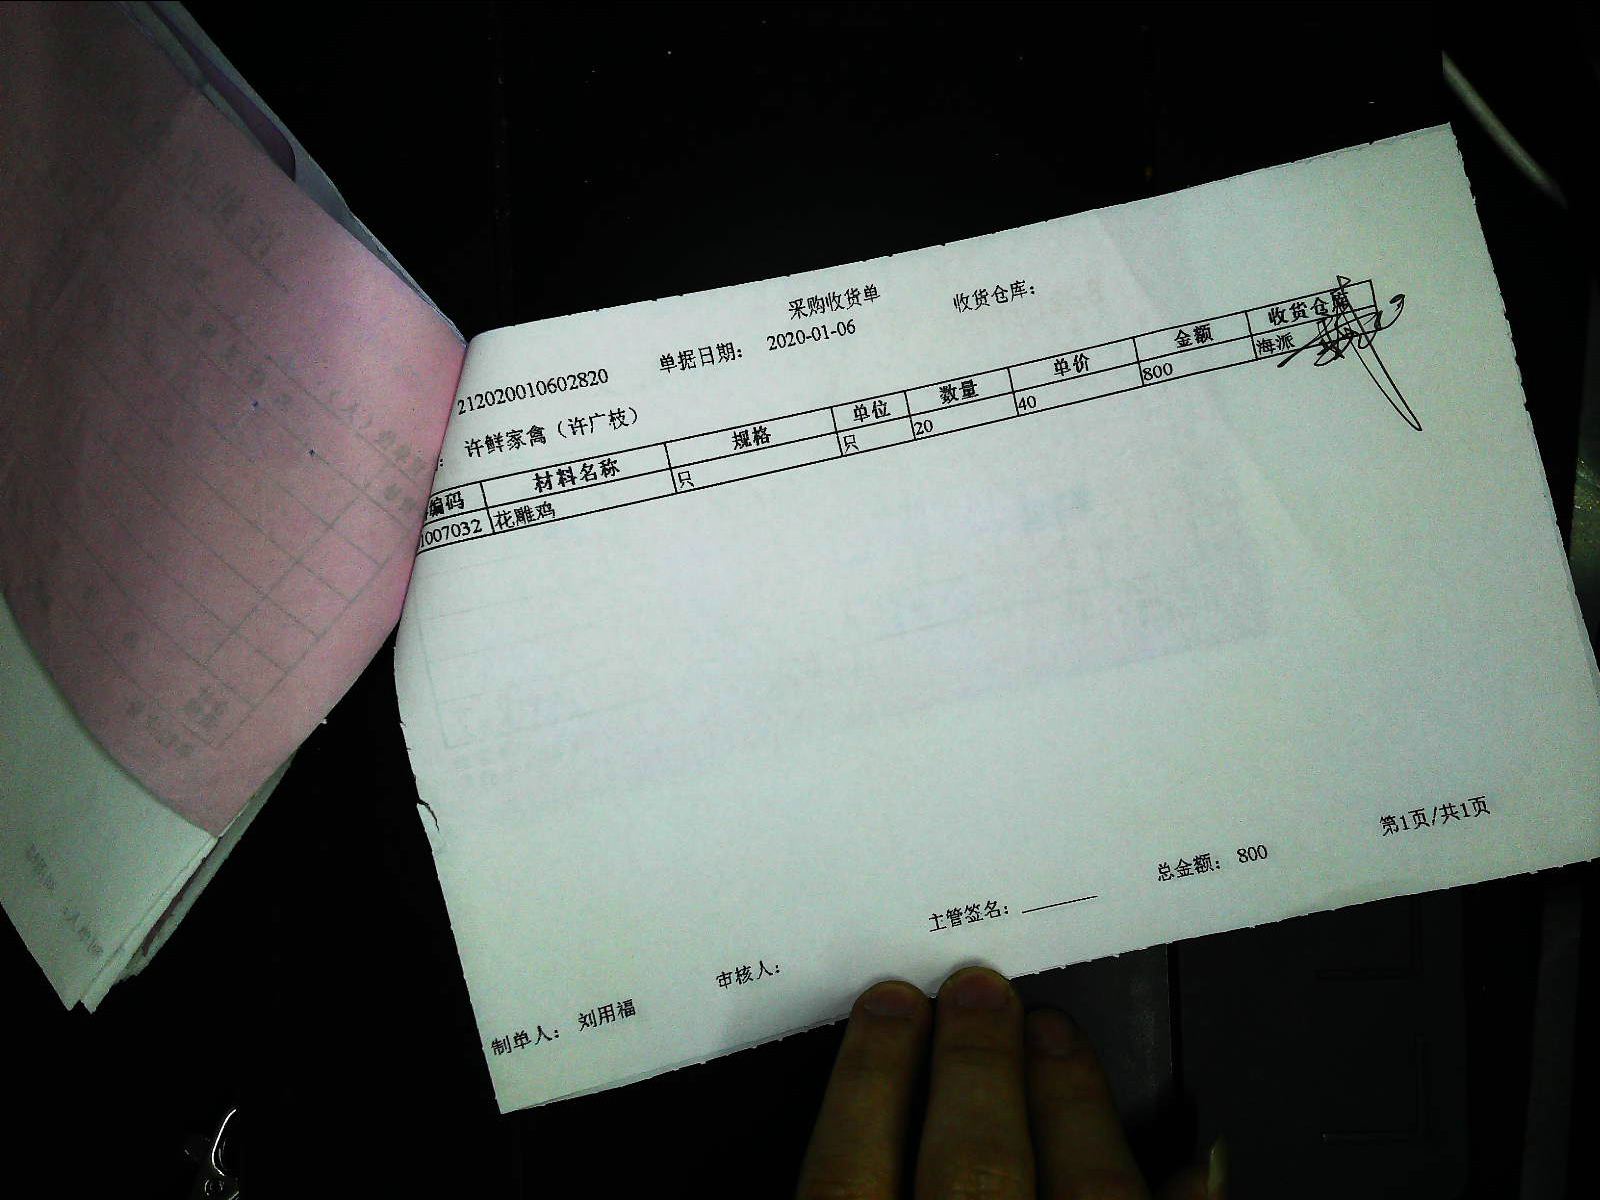 采购收货单
212020010602820 单据日期： 2020-01-06 收货仓库：
： 许鲜家禽（许广枝）
编码 材料名称 规格 单位 数量 单价 金额 收货仓库
1007032 花雕鸡 只 只 20 40 800 海派
制单人： 刘用福 审核人： 主管签名： 总金额： 800 第1页/共1页